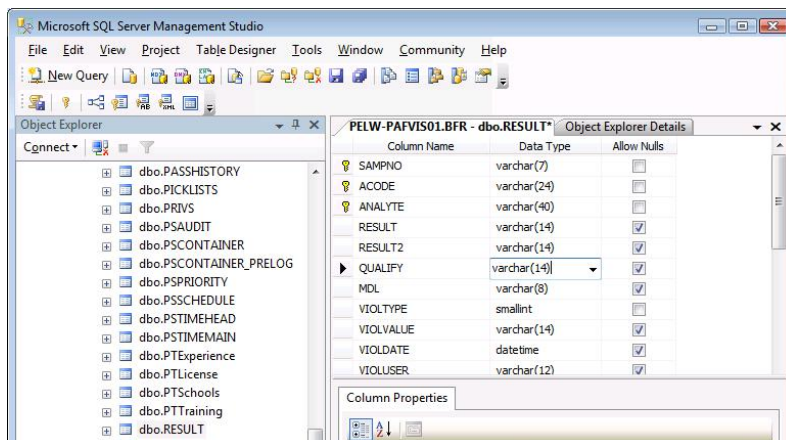 Microsoft SQL Server Management Studio
File Edit View Project Table Designer Tools Window Community Help
New Query
Object Explorer
Connect
dbo.PASSHISTORY
dbo.PICKLISTS
dbo.PRIVS
dbo.PSAUDIT
dbo.PSCONTAINER
dbo.PSCONTAINER_PRELOG
dbo.PSPRIORITY
dbo.PSSCHEDULE
dbo.PSTIMEHEAD
dbo.PSTIMEMAIN
dbo.PTExperience
dbo.PTLicense
dbo.PTSchools
dbo.PTTraining
dbo.RESULT
PELW-PAFVIS01.BFR - dbo.RESULT* Object Explorer Details
Column Name Data Type Allow Nulls
SAMPNO varchar(7)
ACODE varchar(24)
ANALYTE varchar(40)
RESULT varchar(14)
RESULT2 varchar(14)
QUALIFY varchar(14)
MDL varchar(8)
VIOLTYPE smallint
VIOLVALUE varchar(14)
VIOLDATE datetime
VIOLUSER varchar(12)
Column Properties